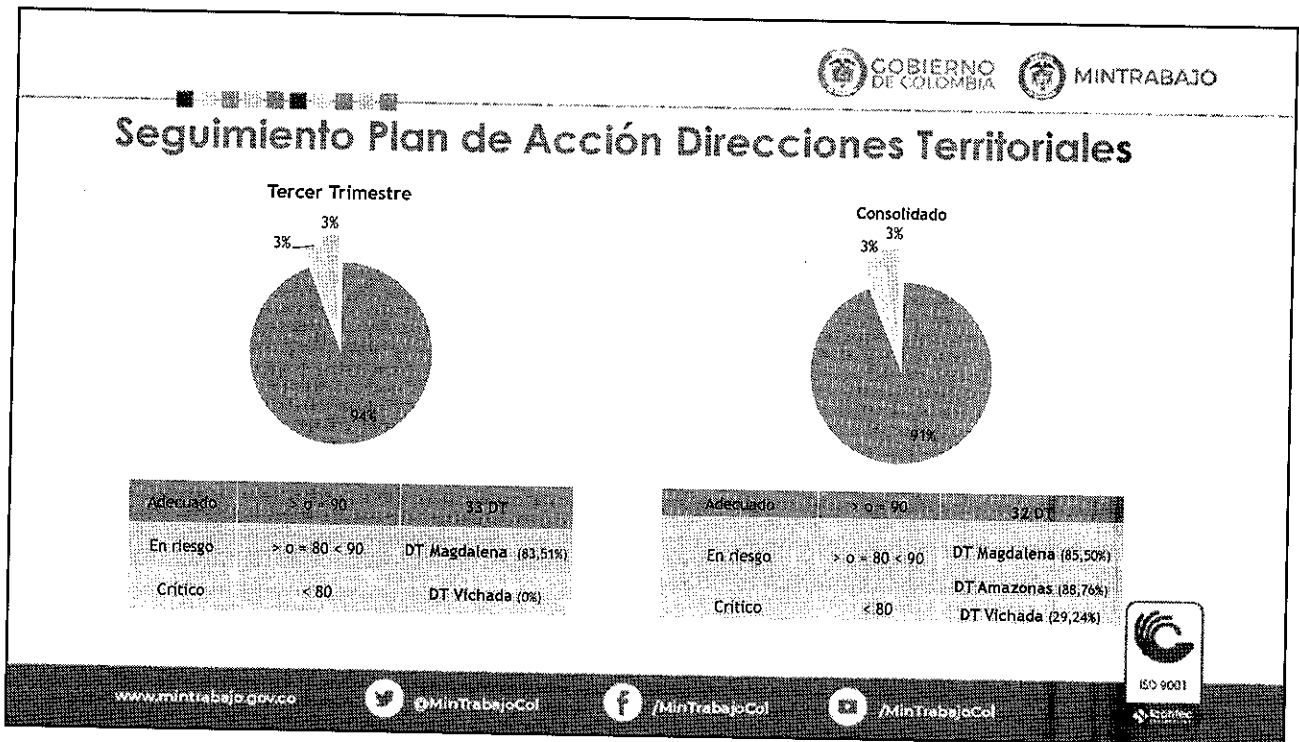 GOBIERNO
DE COLOMBIA
MINTRABAJO
Seguimiento Plan de Acción Direcciones Territoriales
Tercer Trimestre
3%
3%
94%
Adecuado > o = 90 33 DT
En riesgo > o = 80 < 90 DT Magdalena (83,51%)
Crítico < 80 DT Vichada (0%)
Consolidado
3%
3%
91%
Adecuado > o = 90 32 DT
En riesgo > o = 80 < 90 DT Magdalena (85,50%)
DT Amazonas (88,76%)
Crítico < 80 DT Vichada (29,24%)
ISO 9001
icontec
www.mintrabajo.gov.co
@MinTrabajoCol
/MinTrabajoCol
/MinTrabajoCol